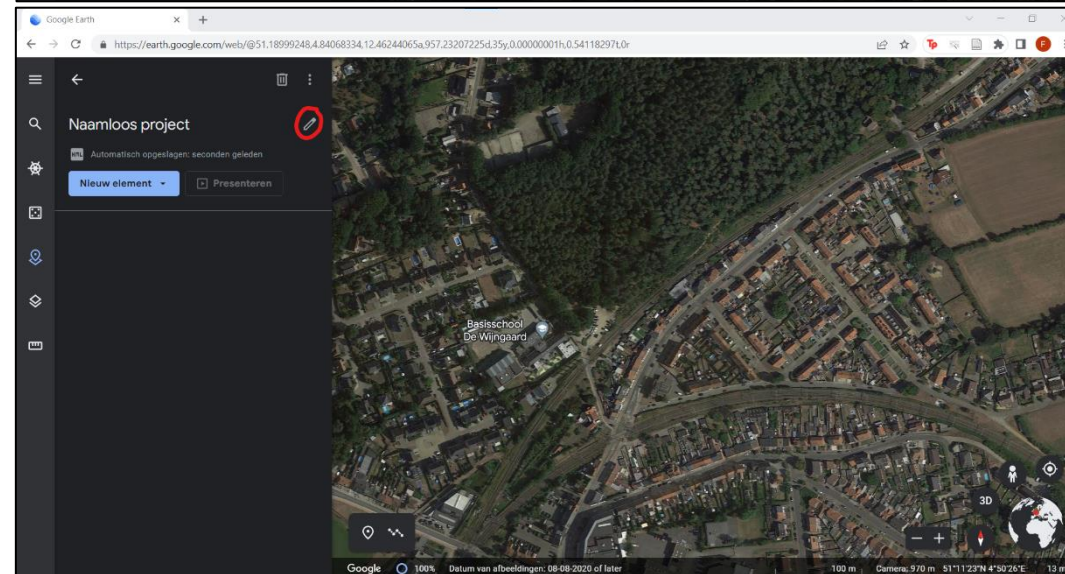 Google Earth
https://earth.google.com/web/@51.18999248,4.84068334,12.46244065a,957.23207225d,35y,0.00000001h,0.54118297t,0r
Naamloos project
KML Automatisch opgeslagen: seconden geleden
Nieuw element
Presenteren
Basisschool
De Wijngaard
3D
Google 100% Datum van afbeeldingen: 08-08-2020 of later 100 m Camera: 970 m 51°11'23"N 4°50'26"E 13 m